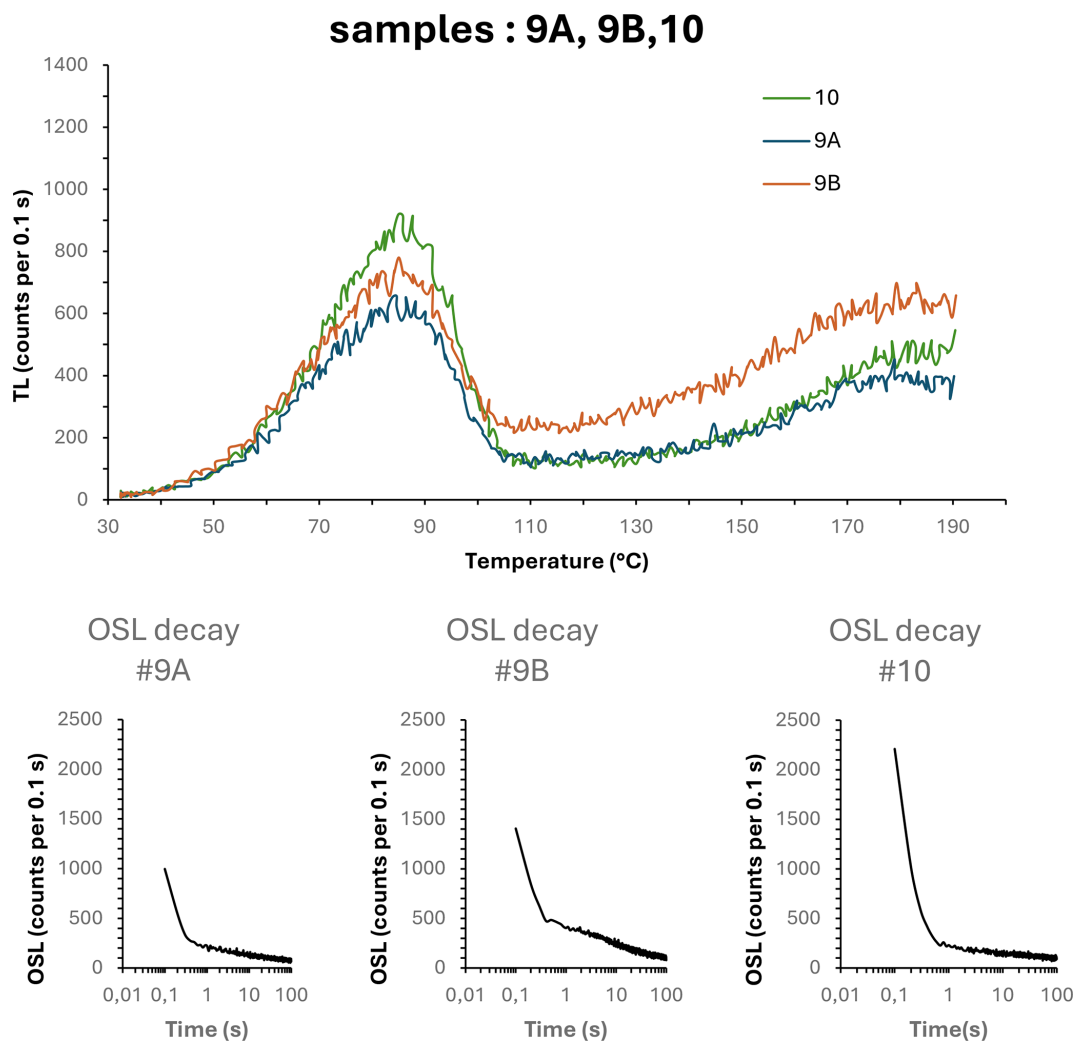 samples : 9A, 9B,10
1400
1200
1000
800
600
400
200
0
TL (counts per 0.1 s)
10
9A
9B
30 50 70 90 110 130 150 170 190
Temperature (°C)
OSL decay
#9A
2500
2000
1500
1000
500
0
OSL (counts per 0.1 s)
0,01 0,1 1 10 100
Time (s)
OSL decay
#9B
2500
2000
1500
1000
500
0
OSL (counts per 0.1 s)
0,01 0,1 1 10 100
Time (s)
OSL decay
#10
2500
2000
1500
1000
500
0
OSL (counts per 0.1 s)
0,01 0,1 1 10 100
Time(s)